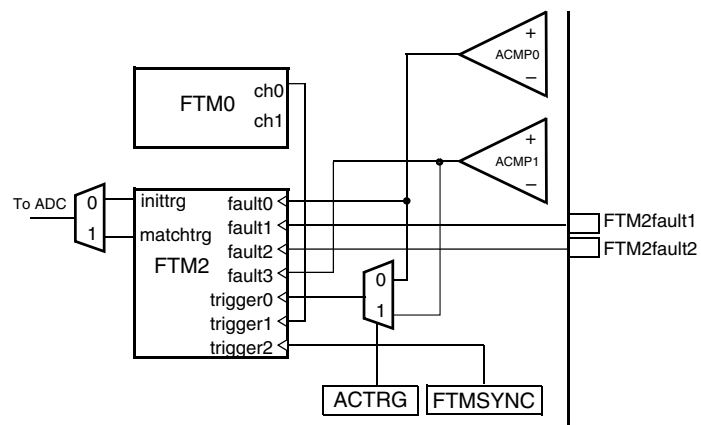 +
ACMP0
−
FTM0
ch0
ch1
+
ACMP1
−
To ADC
0
1
inittrg
matchtrg
FTM2
fault0
fault1
fault2
fault3
trigger0
trigger1
trigger2
FTM2fault1
FTM2fault2
0
1
ACTRG
FTMSYNC